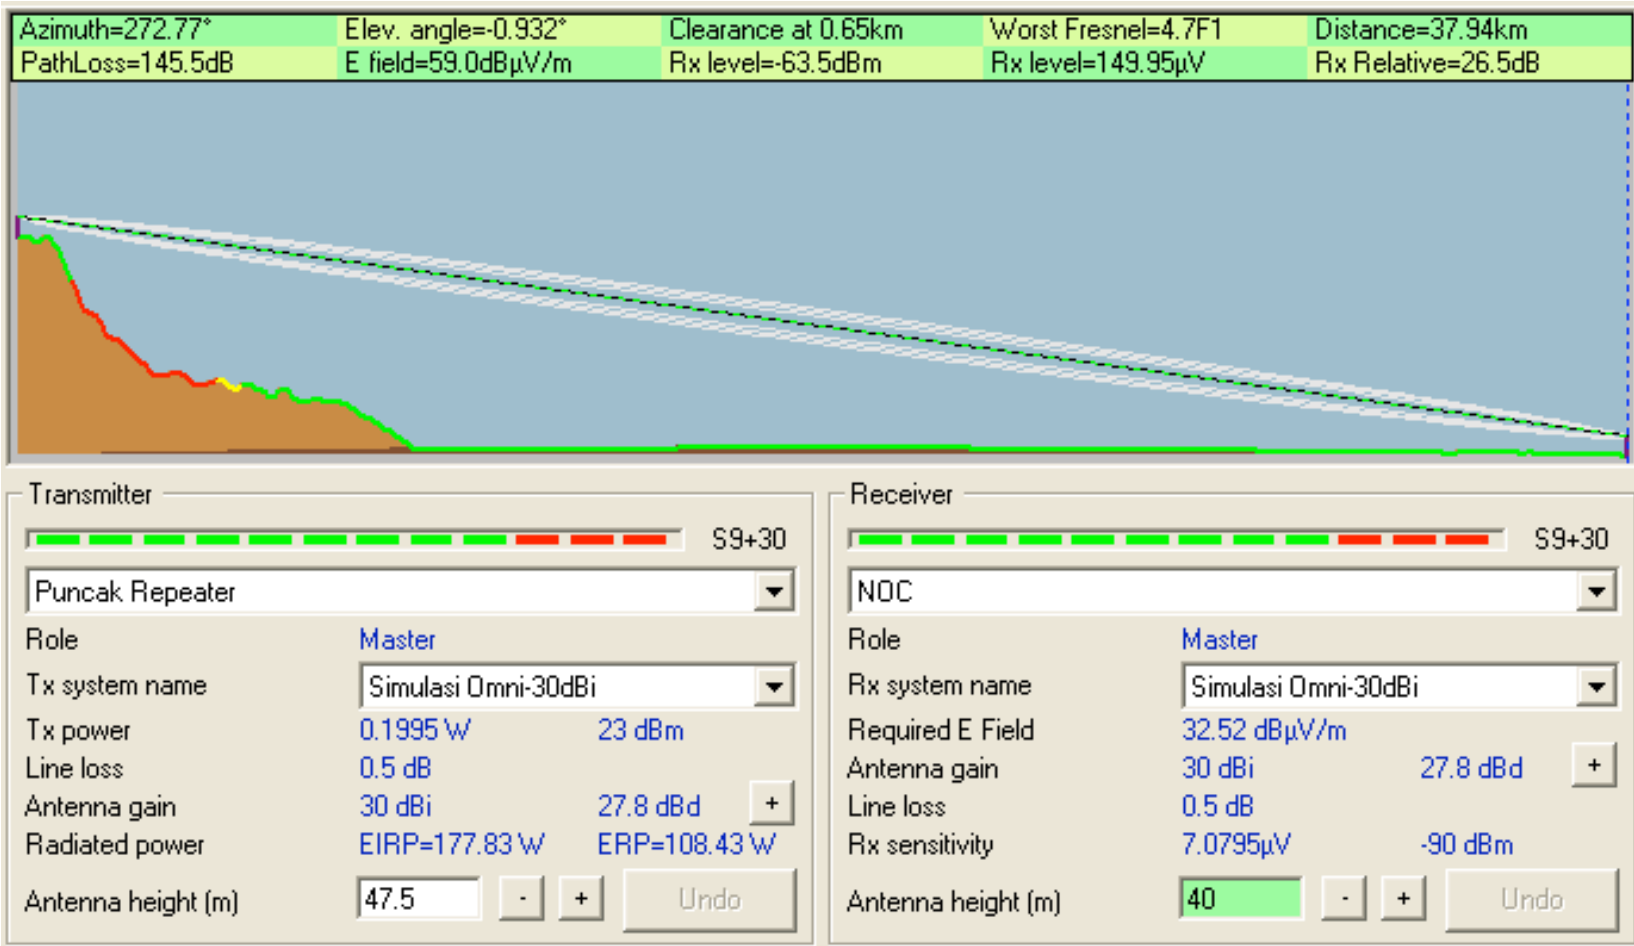 Azimuth=272.77° Elev. angle=-0.932° Clearance at 0.65km Worst Fresnel=4.7F1 Distance=37.94km
PathLoss=145.5dB E field=59.0dBµV/m Rx level=-63.5dBm Rx level=149.95µV Rx Relative=26.5dB
Transmitter
S9+30
Puncak Repeater
Role Master
Tx system name Simulasi Omni-30dBi
Tx power 0.1995 W 23 dBm
Line loss 0.5 dB
Antenna gain 30 dBi 27.8 dBd +
Radiated power EIRP=177.83 W ERP=108.43 W
Antenna height (m) 47.5 - + Undo
Receiver
S9+30
NOC
Role Master
Rx system name Simulasi Omni-30dBi
Required E Field 32.52 dBµV/m
Antenna gain 30 dBi 27.8 dBd +
Line loss 0.5 dB
Rx sensitivity 7.0795µV -90 dBm
Antenna height (m) 40 - + Undo